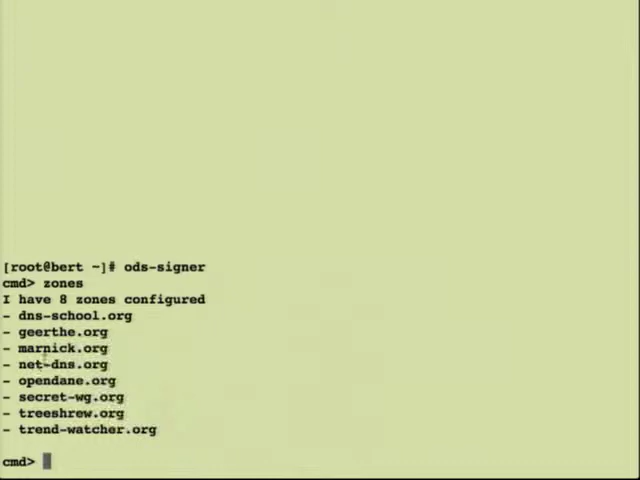 [root@bert ~]# ods-signer
cmd> zones
I have 8 zones configured
- dns-school.org
- geerthe.org
- marnick.org
- net-dns.org
- opendane.org
- secret-wg.org
- treeshrew.org
- trend-watcher.org
cmd>